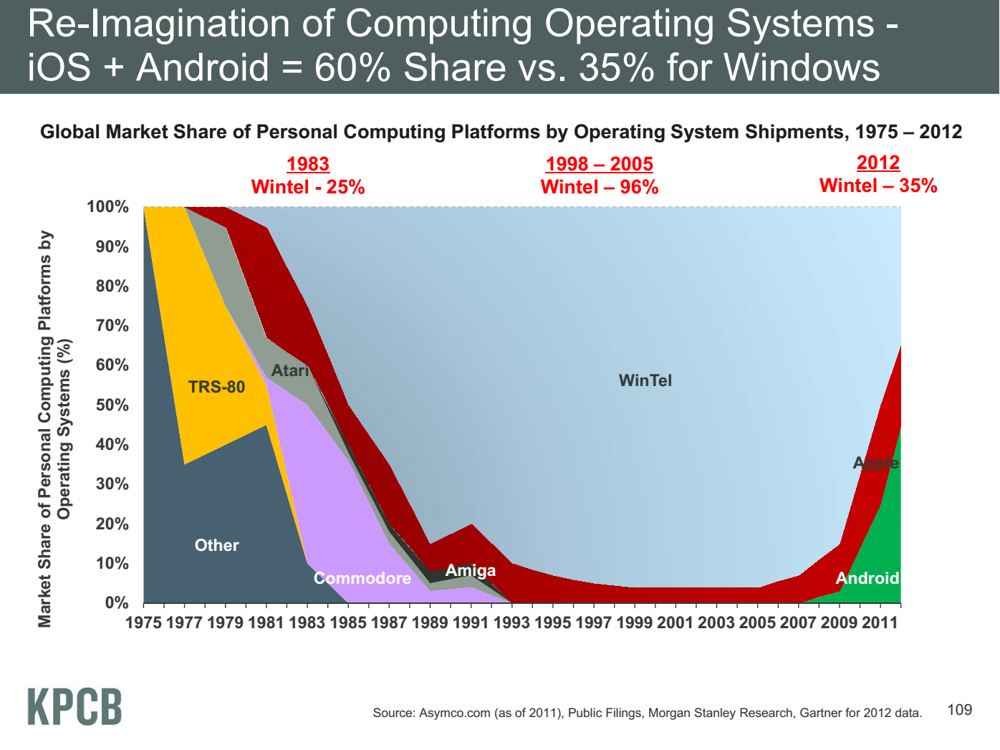 Re-Imagination of Computing Operating Systems -
iOS + Android = 60% Share vs. 35% for Windows
Global Market Share of Personal Computing Platforms by Operating System Shipments, 1975 – 2012
1983
Wintel - 25%
1998 – 2005
Wintel – 96%
2012
Wintel – 35%
Market Share of Personal Computing Platforms by
Operating Systems (%)
100%
90%
80%
70%
60%
50%
40%
30%
20%
10%
0%
TRS-80
Atari
WinTel
Other
Commodore
Amiga
Apple
Android
1975 1977 1979 1981 1983 1985 1987 1989 1991 1993 1995 1997 1999 2001 2003 2005 2007 2009 2011
KPCB
Source: Asymco.com (as of 2011), Public Filings, Morgan Stanley Research, Gartner for 2012 data.
109